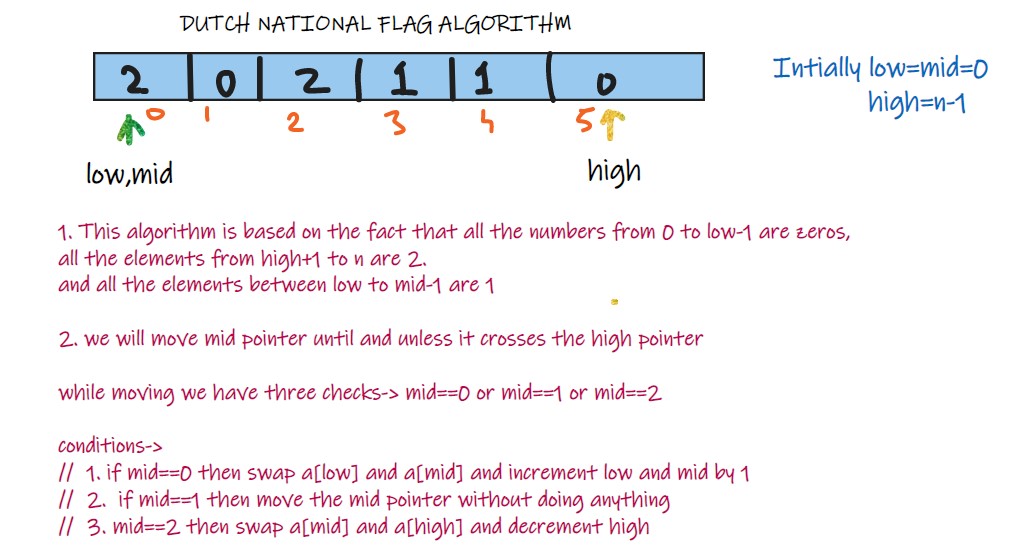 DUTCH NATIONAL FLAG ALGORITHM
2 0 2 1 1 0
Intially low=mid=0
high=n-1
0 1 2 3 4 5
low,mid
high
1. This algorithm is based on the fact that all the numbers from 0 to low-1 are zeros,
all the elements from high+1 to n are 2.
and all the elements between low to mid-1 are 1
2. we will move mid pointer until and unless it crosses the high pointer
while moving we have three checks-> mid==0 or mid==1 or mid==2
conditions->
// 1. if mid==0 then swap a[low] and a[mid] and increment low and mid by 1
// 2. if mid==1 then move the mid pointer without doing anything
// 3. mid==2 then swap a[mid] and a[high] and decrement high